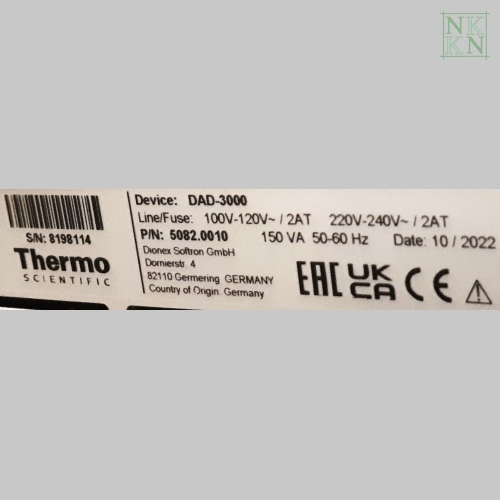 NK
KN
Device: DAD-3000
Line/Fuse: 100V-120V~ / 2AT 220V-240V~ / 2AT
P/N: 5082.0010 150 VA 50-60 Hz Date: 10 / 2022
S/N: 8198114
Thermo
SCIENTIFIC
Dionex Softron GmbH
Dornierstr. 4
82110 Germering GERMANY
Country of Origin: Germany
EAC UK CA CE